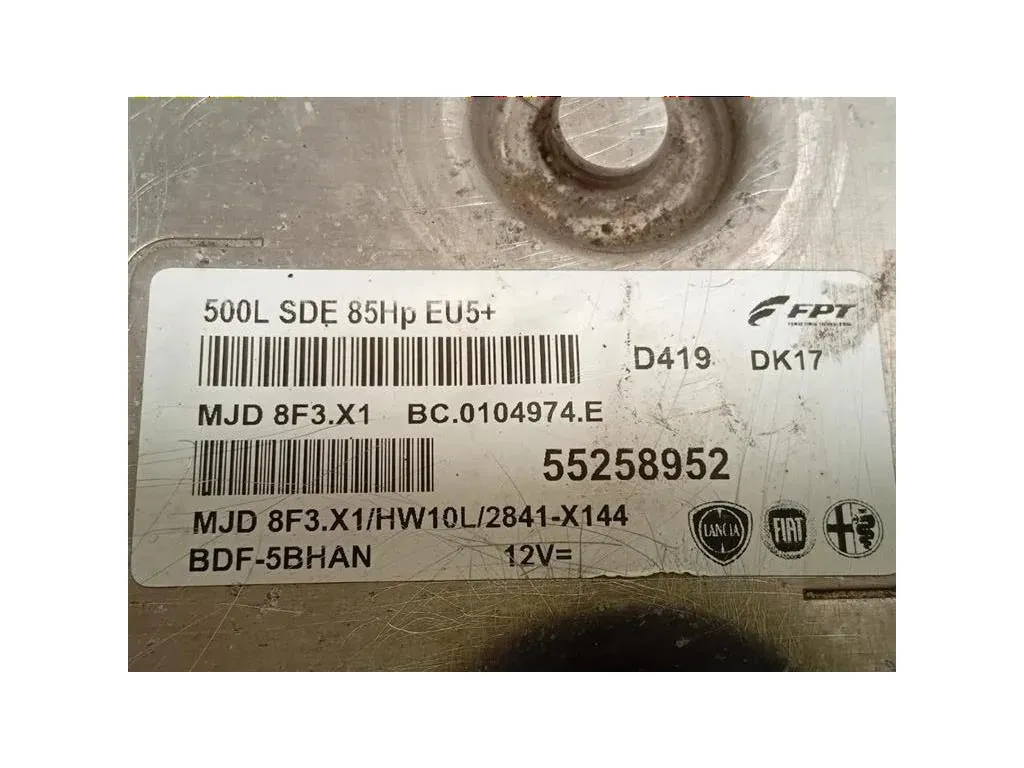 500L SDE 85Hp EU5+
FPT
D419 DK17
MJD 8F3.X1 BC.0104974.E
55258952
MJD 8F3.X1/HW10L/2841-X144
LANCIA FIAT
BDF-5BHAN 12V=